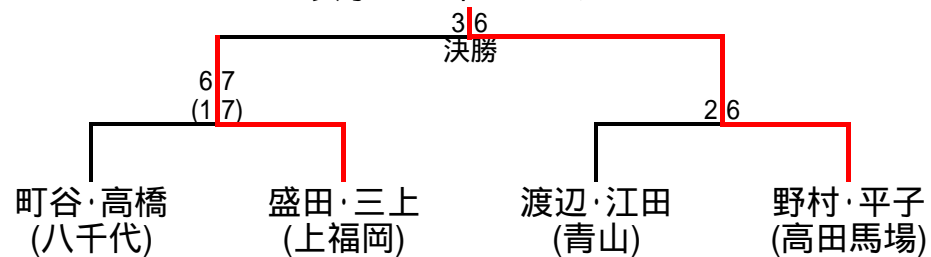 3 6
決勝
6 7
(1 7)
2 6
町谷·高橋
(八千代)
盛田·三上
(上福岡)
渡辺·江田
(青山)
野村·平子
(高田馬場)